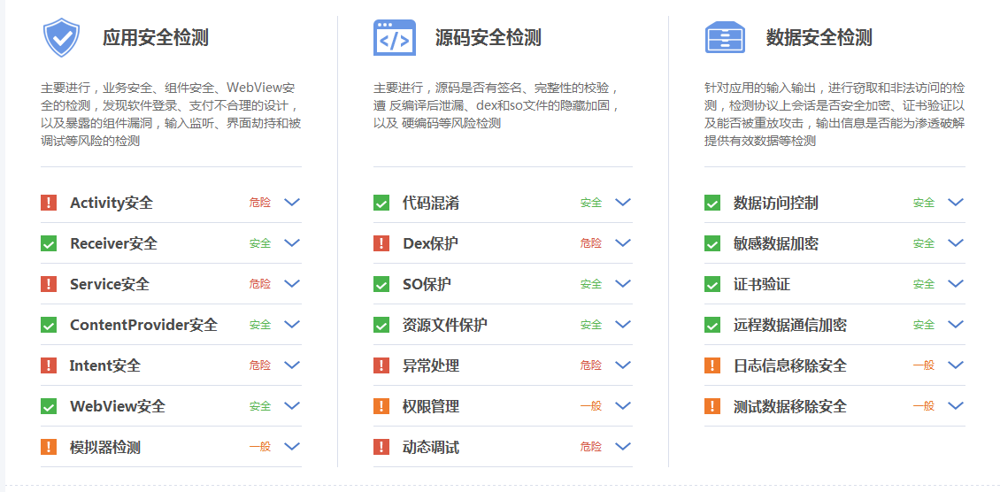 应用安全检测
主要进行，业务安全、组件安全、WebView安
全的检测，发现软件登录、支付不合理的设计，
以及暴露的组件漏洞，输入监听、界面劫持和被
调试等风险的检测
Activity安全 危险
Receiver安全 安全
Service安全 危险
ContentProvider安全 安全
Intent安全 危险
WebView安全 安全
模拟器检测 一般
源码安全检测
主要进行，源码是否有签名、完整性的校验，
遭 反编译后泄漏、dex和so文件的隐藏加固，
以及 硬编码等风险检测
代码混淆 安全
Dex保护 危险
SO保护 安全
资源文件保护 安全
异常处理 危险
权限管理 一般
动态调试 危险
数据安全检测
针对应用的输入输出，进行窃取和非法访问的检
测，检测协议上会话是否安全加密、证书验证以
及能否被重放攻击，输出信息是否能为渗透破解
提供有效数据等检测
数据访问控制 安全
敏感数据加密 安全
证书验证 安全
远程数据通信加密 安全
日志信息移除安全 一般
测试数据移除安全 一般